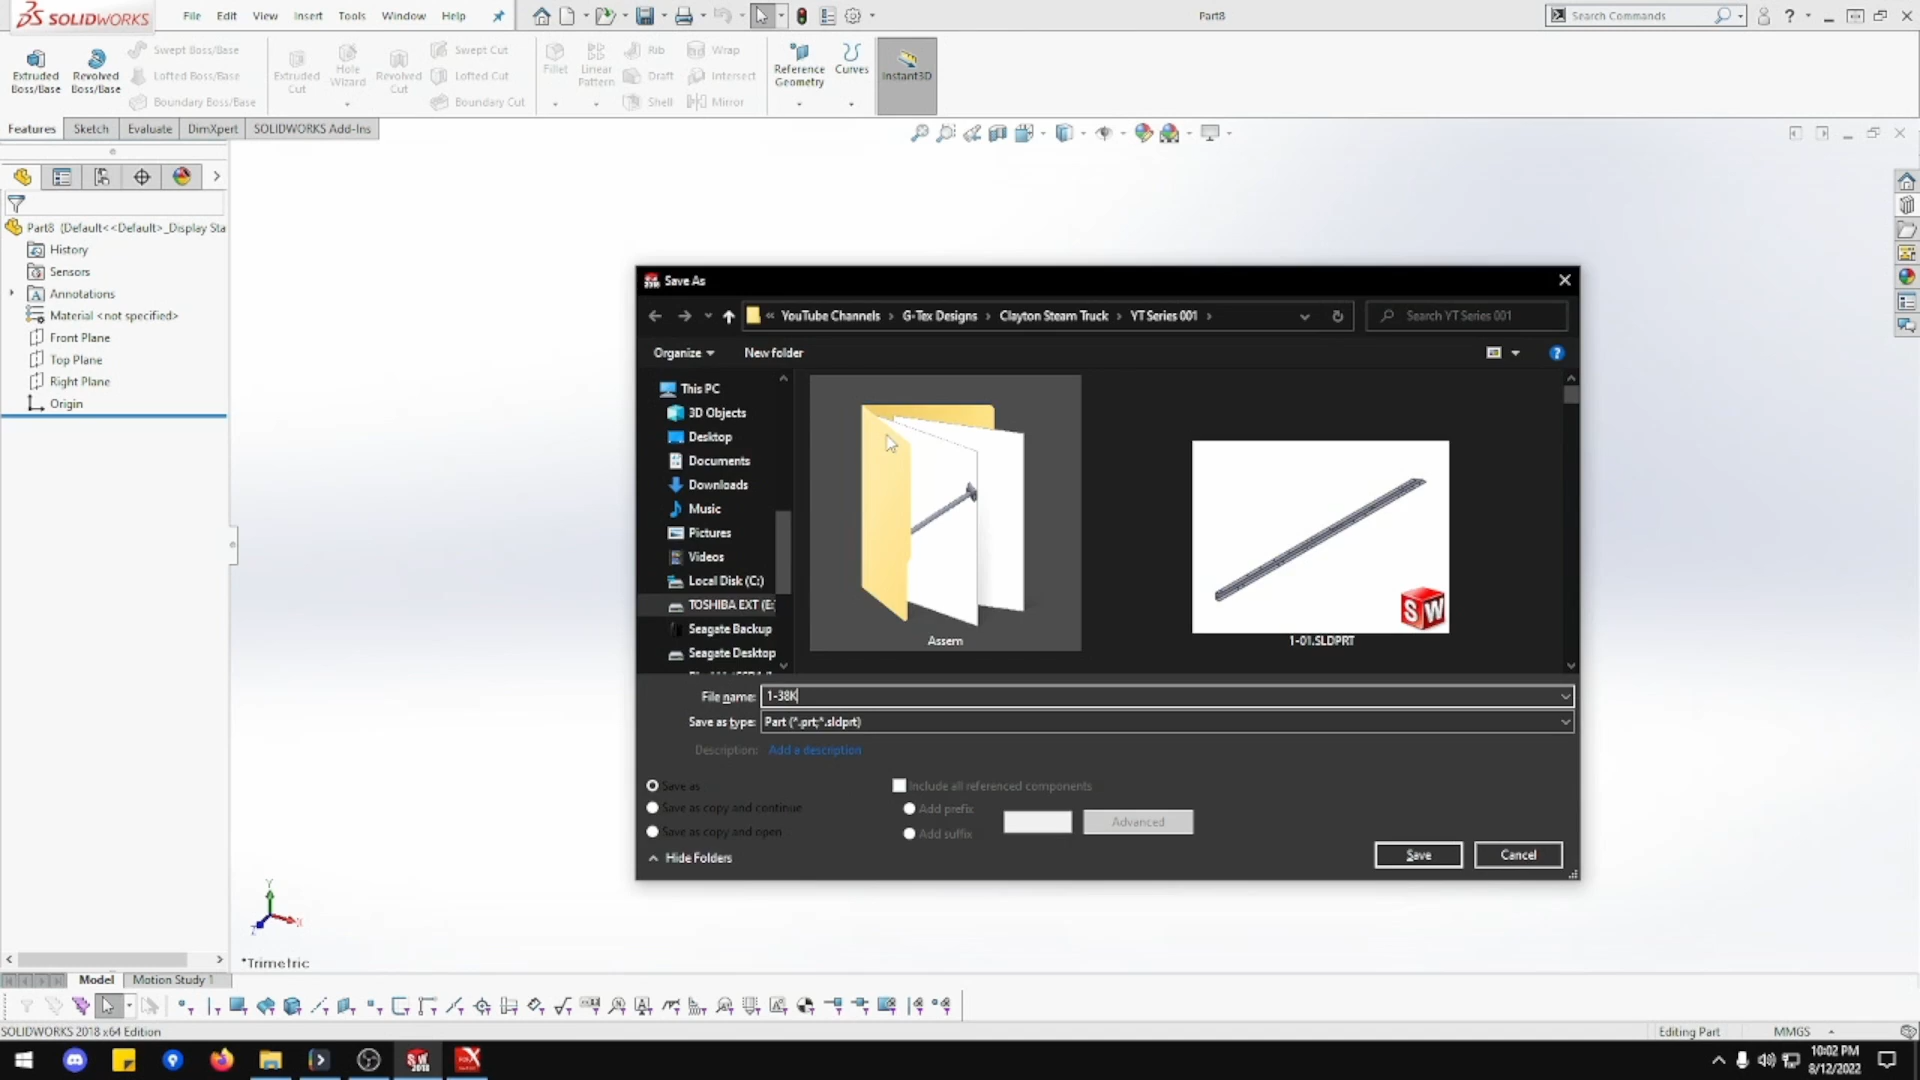 SOLIDWORKS
File Edit View Insert Tools Window Help
Part8
Search Commands
Extruded Boss/Base
Revolved Boss/Base
Swept Boss/Base
Lofted Boss/Base
Boundary Boss/Base
Extruded Cut
Hole Wizard
Revolved Cut
Swept Cut
Lofted Cut
Boundary Cut
Fillet
Linear Pattern
Rib
Draft
Shell
Wrap
Intersect
Mirror
Reference Geometry
Curves
Instant3D
Features Sketch Evaluate DimXpert SOLIDWORKS Add-Ins
Part8 (Default<<Default>_Display Sta
History
Sensors
Annotations
Material <not specified>
Front Plane
Top Plane
Right Plane
Origin
Save As
« YouTube Channels › G-Tex Designs › Clayton Steam Truck › YT Series 001 ›
Search YT Series 001
Organize New folder
This PC
3D Objects
Desktop
Documents
Downloads
Music
Pictures
Videos
Local Disk (C:)
TOSHIBA EXT (E:
Seagate Backup
Seagate Desktop
Assem
SW
1-01.SLDPRT
File name: 1-38K
Save as type: Part (*.prt;*.sldprt)
Description: Add a description
Save as
Save as copy and continue
Save as copy and open
Include all referenced components
Add prefix
Add suffix
Advanced
Hide Folders
Save Cancel
Y
X
Z
*Trimetric
Model Motion Study 1
SOLIDWORKS 2018 x64 Edition
Editing Part MMGS
10:02 PM
8/12/2022